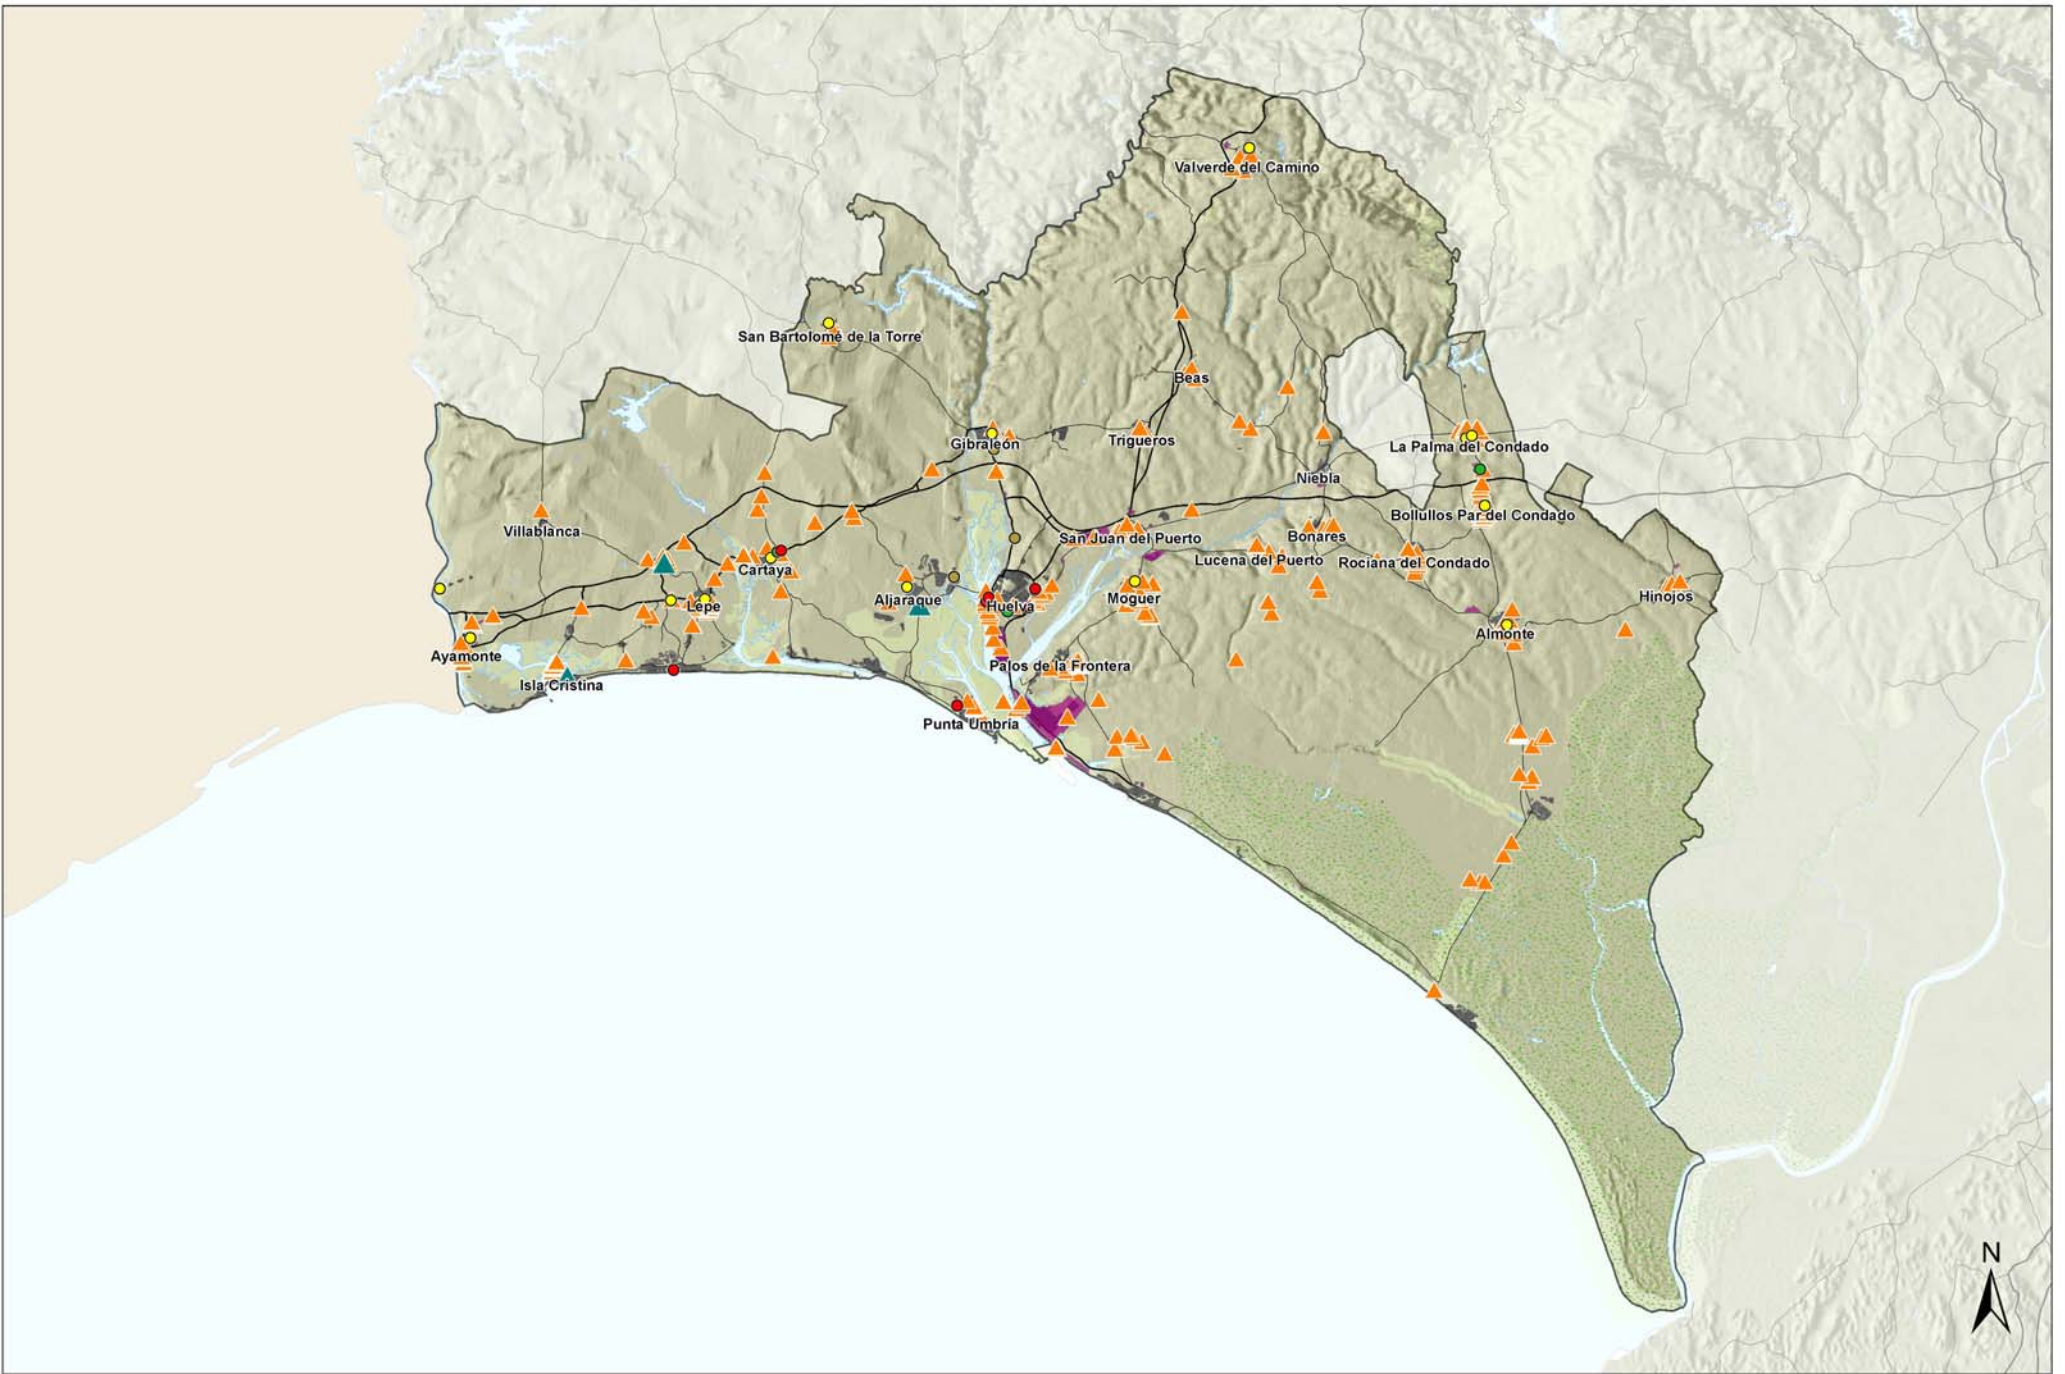 Valverde del Camino
San Bartolomé de la Torre
Beas
Gibraleón
Trigueros
La Palma del Condado
Niebla
Bollullos Par del Condado
Villablanca
San Juan del Puerto
Bonares
Lucena del Puerto
Rociana del Condado
Cartaya
Hinojos
Aljaraque
Huelva
Moguer
Lepe
Almonte
Ayamonte
Palos de la Frontera
Isla Cristina
Punta Umbría
N